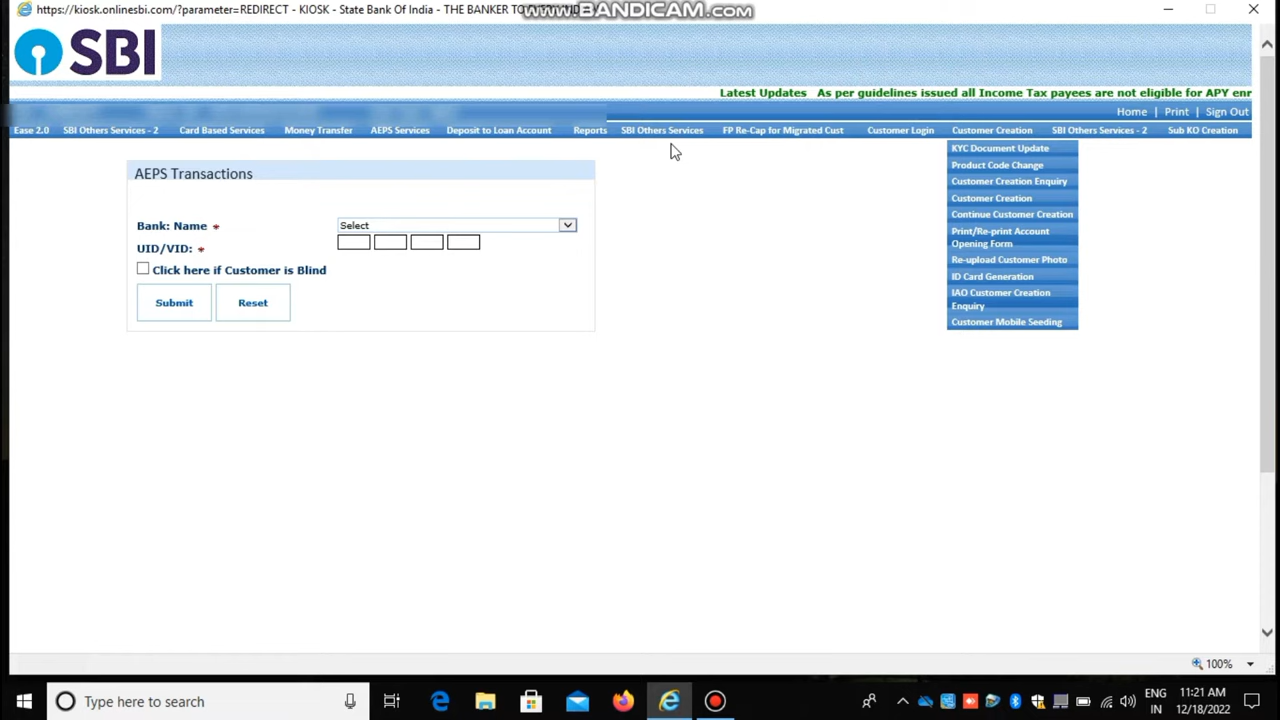 https://kiosk.onlinesbi.com/?parameter=REDIRECT - KIOSK - State Bank Of India - THE BANKER TO
www.BANDICAM.com
SBI
Latest Updates As per guidelines issued all Income Tax payees are not eligible for APY enr
Home | Print | Sign Out
Ease 2.0 SBI Others Services - 2 Card Based Services Money Transfer AEPS Services Deposit to Loan Account Reports SBI Others Services FP Re-Cap for Migrated Cust Customer Login Customer Creation SBI Others Services - 2 Sub KO Creation
KYC Document Update
Product Code Change
Customer Creation Enquiry
Customer Creation
Continue Customer Creation
Print/Re-print Account
Opening Form
Re-upload Customer Photo
ID Card Generation
IAO Customer Creation
Enquiry
Customer Mobile Seeding
AEPS Transactions
Bank: Name * Select
UID/VID: *
Click here if Customer is Blind
Submit Reset
100%
Type here to search
ENG 11:21 AM
IN 12/18/2022